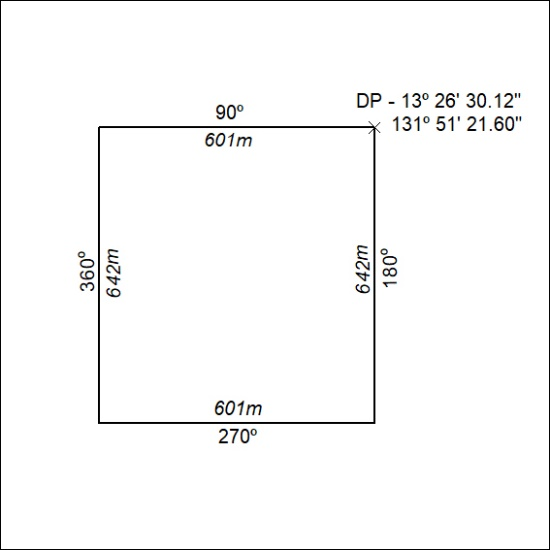 DP - 13º 26' 30.12"
131º 51' 21.60"
90º
601m
360º
642m
642m
180º
601m
270º